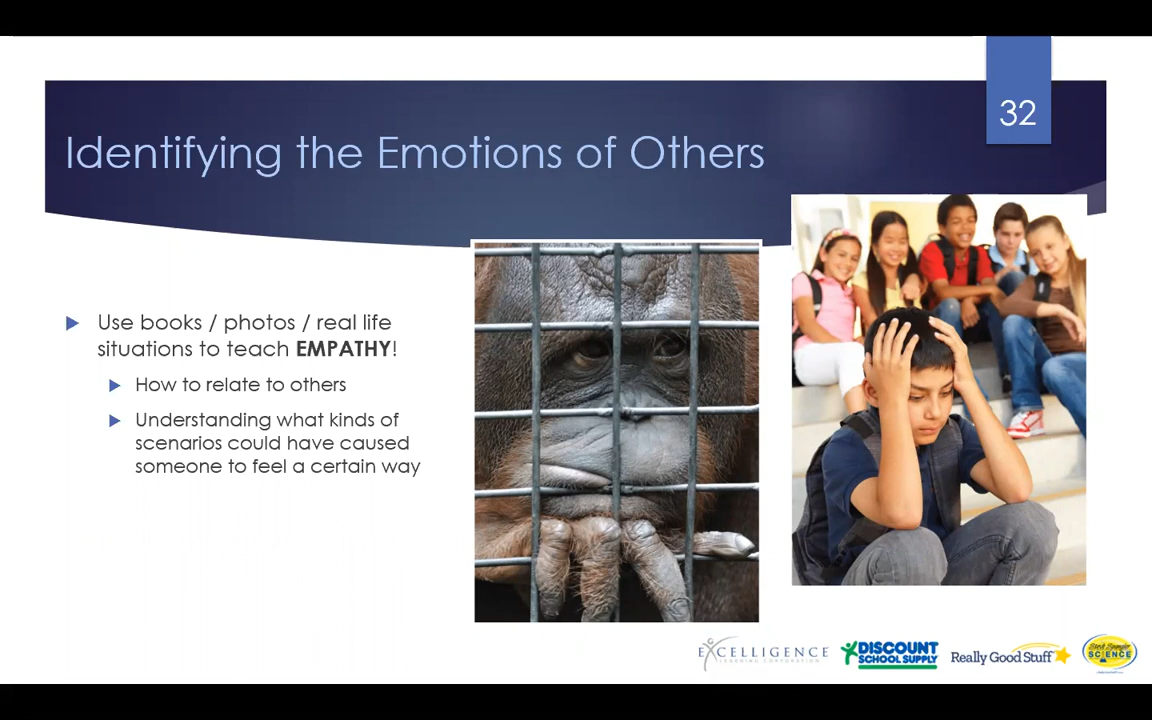 32
Identifying the Emotions of Others
Use books / photos / real life
situations to teach EMPATHY!
How to relate to others
Understanding what kinds of
scenarios could have caused
someone to feel a certain way
EXCELLIGENCE
LEARNING CORPORATION
DISCOUNT
SCHOOL SUPPLY
Really Good Stuff
Steve Spangler
SCIENCE